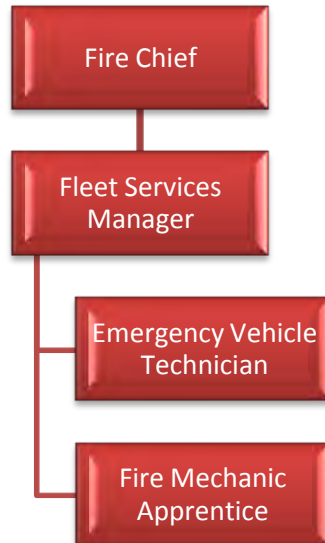 Fire Chief
Fleet Services
Manager
Emergency Vehicle
Technician
Fire Mechanic
Apprentice